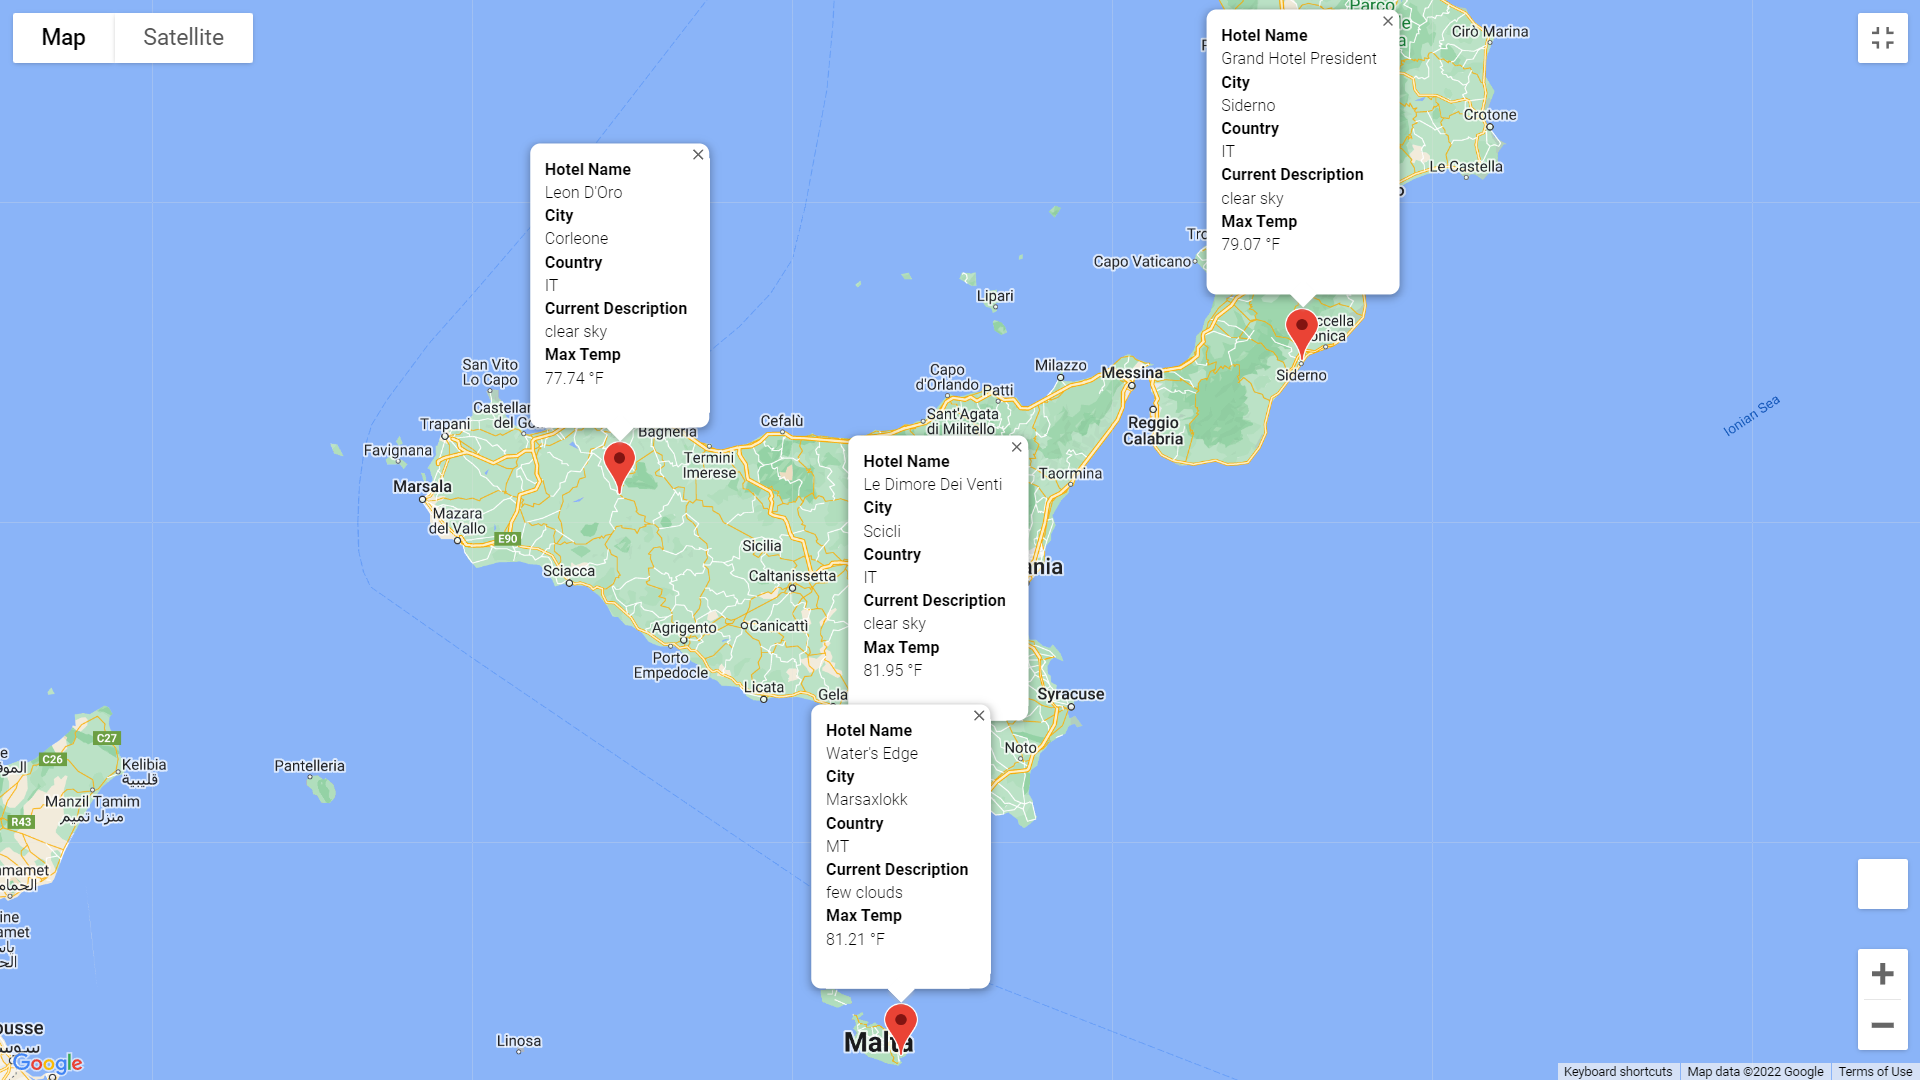 Map
Satellite
Hotel Name
Grand Hotel President
City
Siderno
Country
IT
Current Description
clear sky
Max Temp
79.07 °F
Parco
Cirò Marina
Crotone
Le Castella
Hotel Name
Leon D'Oro
City
Corleone
Country
IT
Current Description
clear sky
Max Temp
77.74 °F
Capo Vaticano
Lipari
Siderno
Ionian Sea
San Vito
Lo Capo
Capo
d'Orlando
Patti
Milazzo
Messina
Reggio
Calabria
Trapani
Favignana
Bagheria
Cefalù
Termini
Imerese
Sant'Agata
di Militello
Taormina
Marsala
Mazara
del Vallo
E90
Sciacca
Sicilia
Caltanissetta
Agrigento
Canicattì
Porto
Empedocle
Licata
Gela
Hotel Name
Le Dimore Dei Venti
City
Scicli
Country
IT
Current Description
clear sky
Max Temp
81.95 °F
Syracuse
Noto
Hotel Name
Water's Edge
City
Marsaxlokk
Country
MT
Current Description
few clouds
Max Temp
81.21 °F
Malta
Pantelleria
Linosa
C27
C26
Kelibia
قليبية
Manzil Tamim
منزل تميم
R43
Google
Keyboard shortcuts
Map data ©2022 Google
Terms of Use